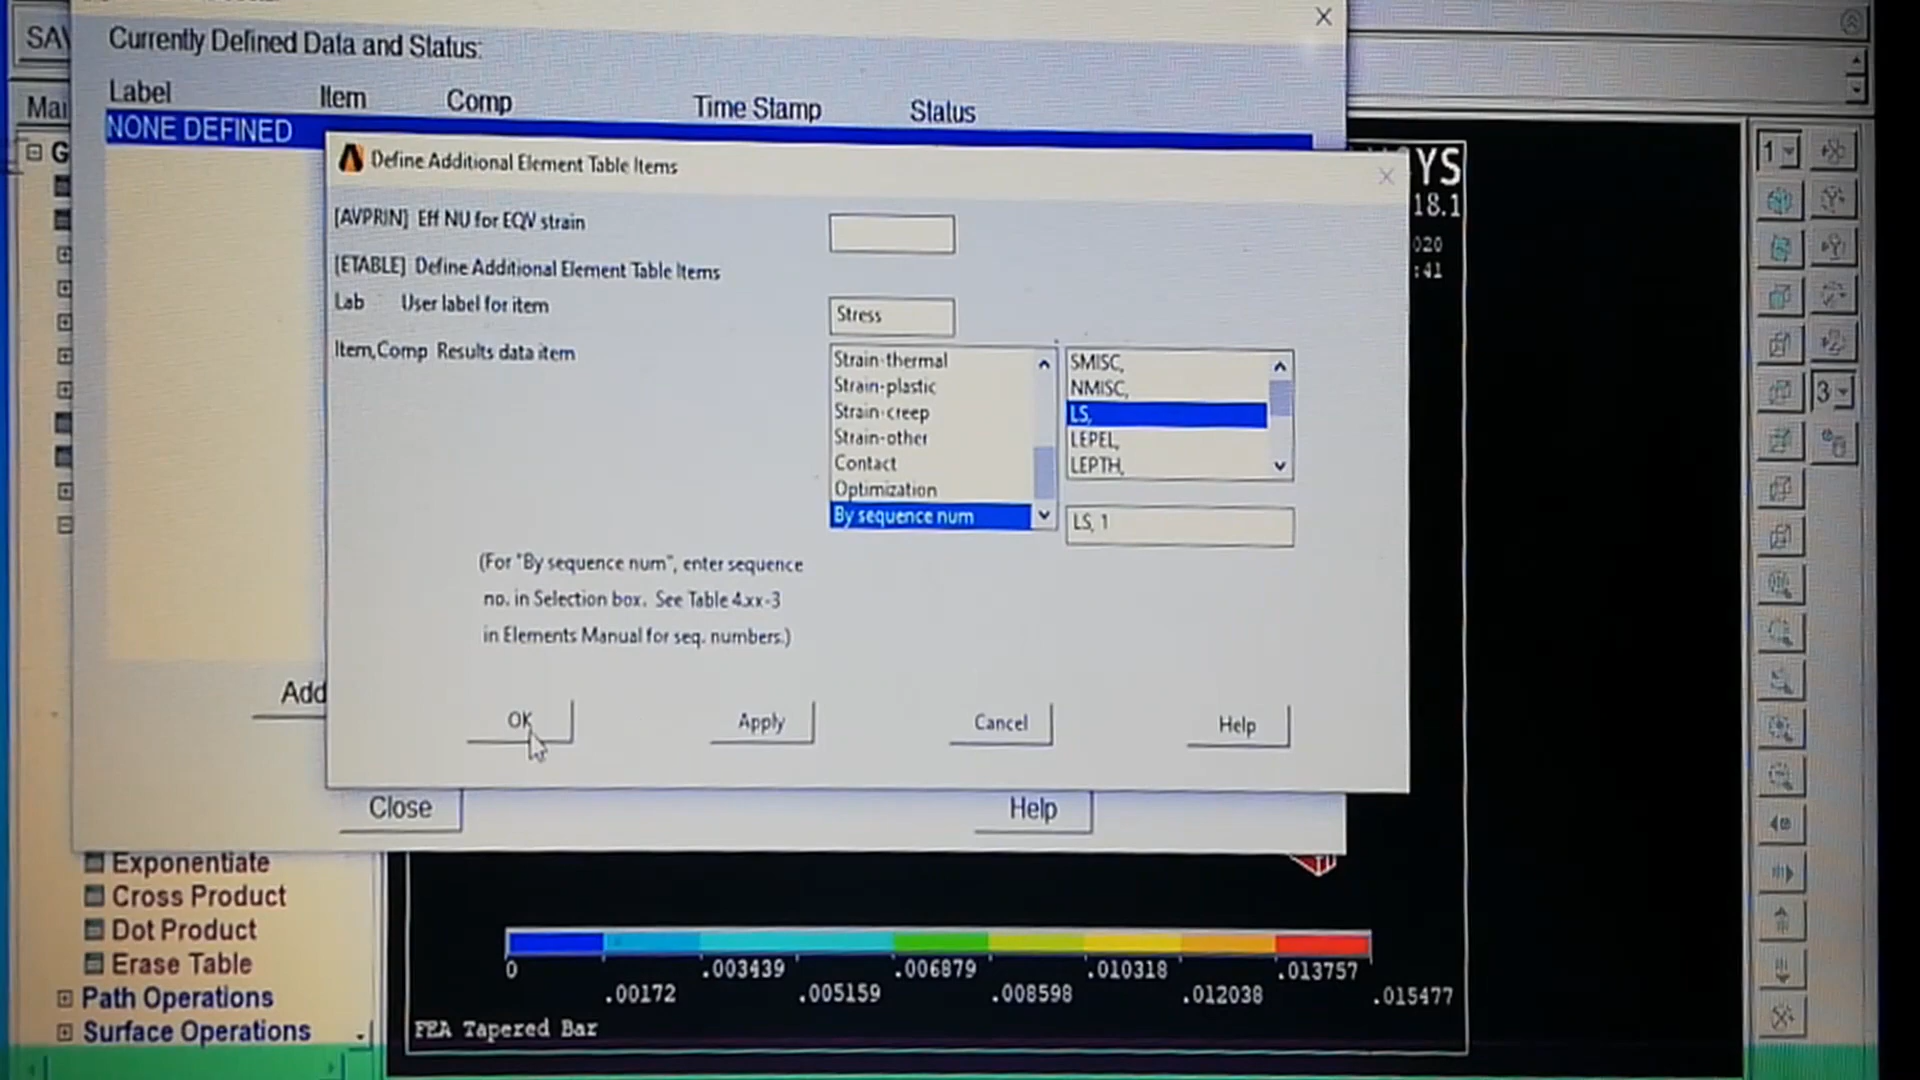 SAV
Currently Defined Data and Status:
Mai
Label Item Comp Time Stamp Status
NONE DEFINED
G
Define Additional Element Table Items
YS
18.1
020
:41
1
3
[AVPRIN] Eff NU for EQV strain
[ETABLE] Define Additional Element Table Items
Lab User label for item
Stress
Item,Comp Results data item
Strain-thermal
Strain-plastic
Strain-creep
Strain-other
Contact
Optimization
By sequence num
SMISC,
NMISC,
LS,
LEPEL,
LEPTH,
LS, 1
(For "By sequence num", enter sequence
no. in Selection box. See Table 4.xx-3
in Elements Manual for seq. numbers.)
Add
OK Apply Cancel Help
Close Help
Exponentiate
Cross Product
Dot Product
Erase Table
Path Operations
Surface Operations
0 .003439 .006879 .010318 .013757
.00172 .005159 .008598 .012038 .015477
FEA Tapered Bar